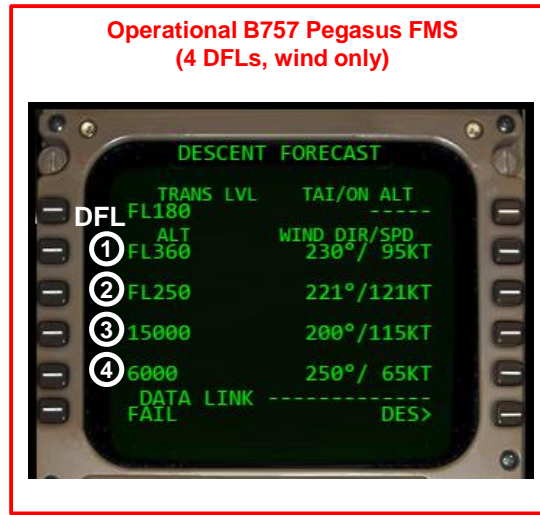 Operational B757 Pegasus FMS
(4 DFLs, wind only)
DESCENT FORECAST
TRANS LVL TAI/ON ALT
DFL FL180 -----
ALT WIND DIR/SPD
1 FL360 230°/ 95KT
2 FL250 221°/121KT
3 15000 200°/115KT
4 6000 250°/ 65KT
DATA LINK -------------
FAIL DES>